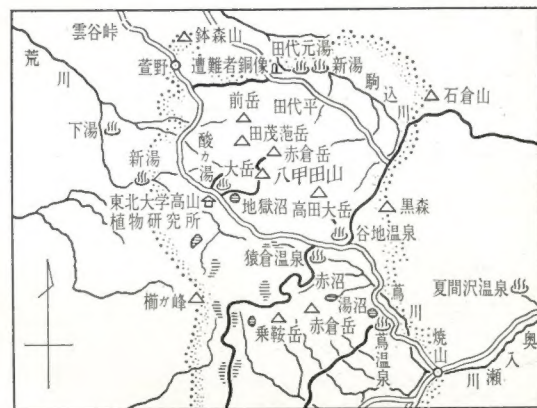 雲谷峠
鉢森山
荒川
萱野
遭難者銅像
田代元湯
新湯
駒込川
石倉山
前岳
田代平
下湯
酸ガ湯
田茂萢岳
赤倉岳
大岳
八甲田山
新湯
東北大学高山
植物研究所
地獄沼
高田大岳
黒森
谷地温泉
猿倉温泉
赤沼
湯沼
蔦川
夏間沢温泉
櫛ガ峰
乗鞍岳
赤倉岳
蔦温泉
焼山
奥入瀬川